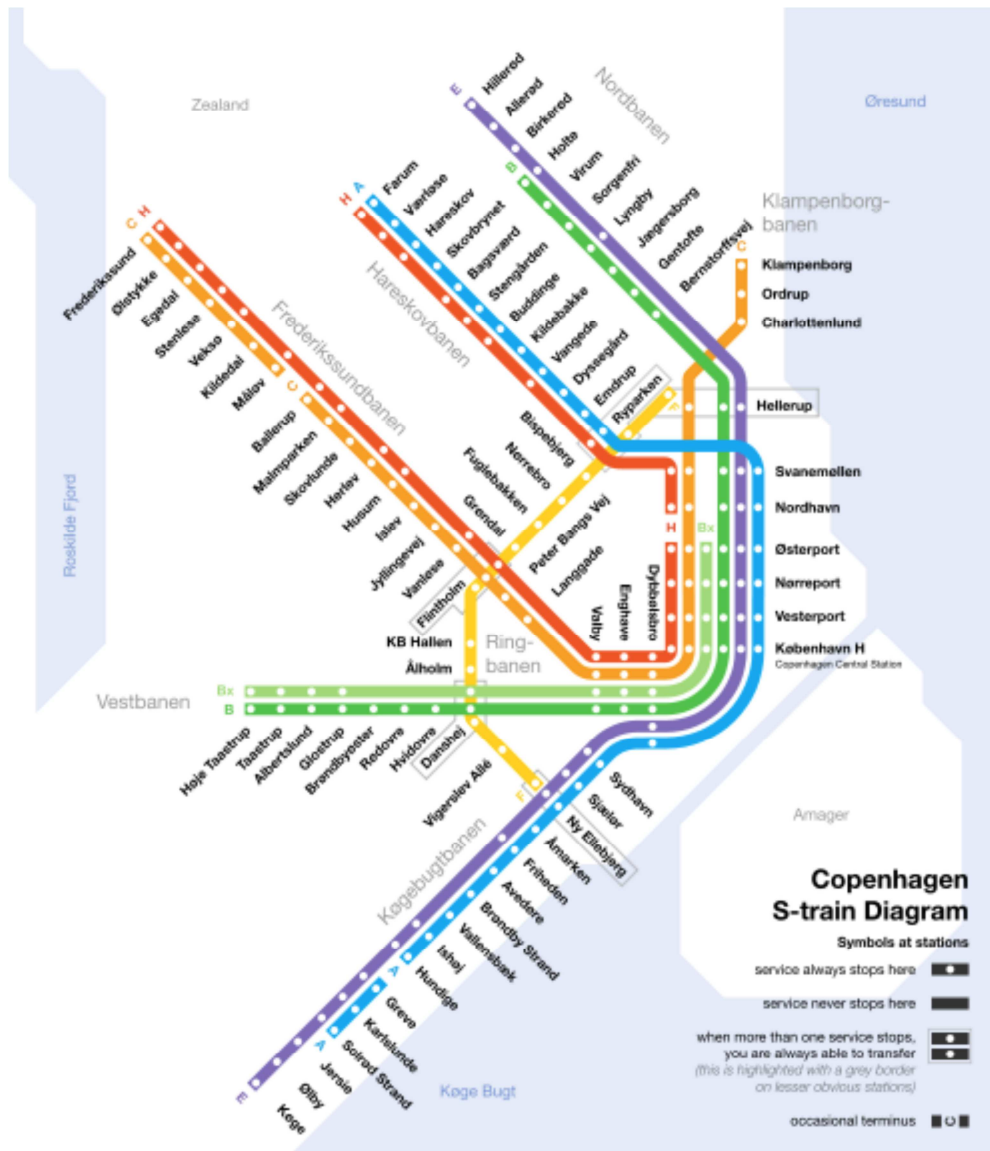 Zealand
Nordbanen
Øresund
E
Hillerød
Allerød
Birkerød
Holte
Virum
Sorgenfri
Lyngby
Jægersborg
Gentofte
Bernstorffsvej
B
Klampenborg-
banen
C
Klampenborg
Ordrup
Charlottenlund
H
A
Farum
Værløse
Hareskov
Skovbrynet
Bagsværd
Stengården
Buddinge
Kildebakke
Vangede
Dyssegård
Emdrup
Ryparken
F
Hareskovbanen
C
H
Frederikssund
Ølstykke
Egedal
Stenløse
Veksø
Kildedal
Måløv
C
Ballerup
Malmparken
Skovlunde
Herlev
Husum
Islev
Jyllingevej
Vanløse
Flintholm
Frederikssundbanen
Bispebjerg
Nørrebro
Fuglebakken
Grøndal
Peter Bangs Vej
Langgade
Valby
Enghave
Dybbølsbro
H
Bx
Hellerup
Svanemøllen
Nordhavn
Østerport
Nørreport
Vesterport
København H
Copenhagen Central Station
Roskilde Fjord
KB Hallen
Ålholm
Ring-
banen
Vestbanen
Bx
B
Høje Taastrup
Taastrup
Albertslund
Glostrup
Brøndbyøster
Rødovre
Hvidovre
Danshøj
Vigerslev Allé
F
Sydhavn
Sjælør
Ny Ellebjerg
Åmarken
Friheden
Avedøre
Brøndby Strand
Vallensbæk
Ishøj
Hundige
A
Greve
Karlslunde
Solrød Strand
A
Jersie
Ølby
Køge
E
Køgebugtbanen
Køge Bugt
Amager
Copenhagen
S-train Diagram
Symbols at stations
service always stops here
service never stops here
when more than one service stops,
you are always able to transfer
(this is highlighted with a grey border
on lesser obvious stations)
occasional terminus
C